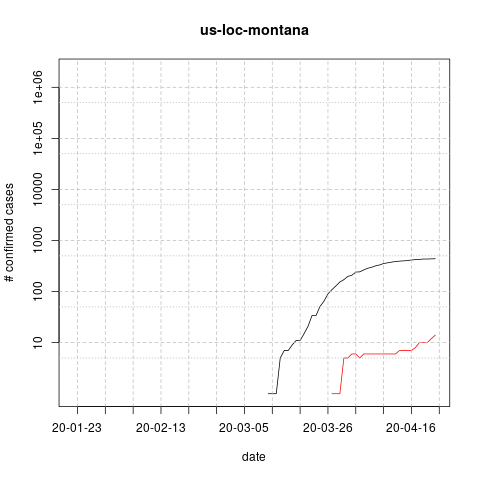 us-loc-montana
# confirmed cases
1e+06
1e+05
10000
1000
100
10
20-01-23
20-02-13
20-03-05
20-03-26
20-04-16
date